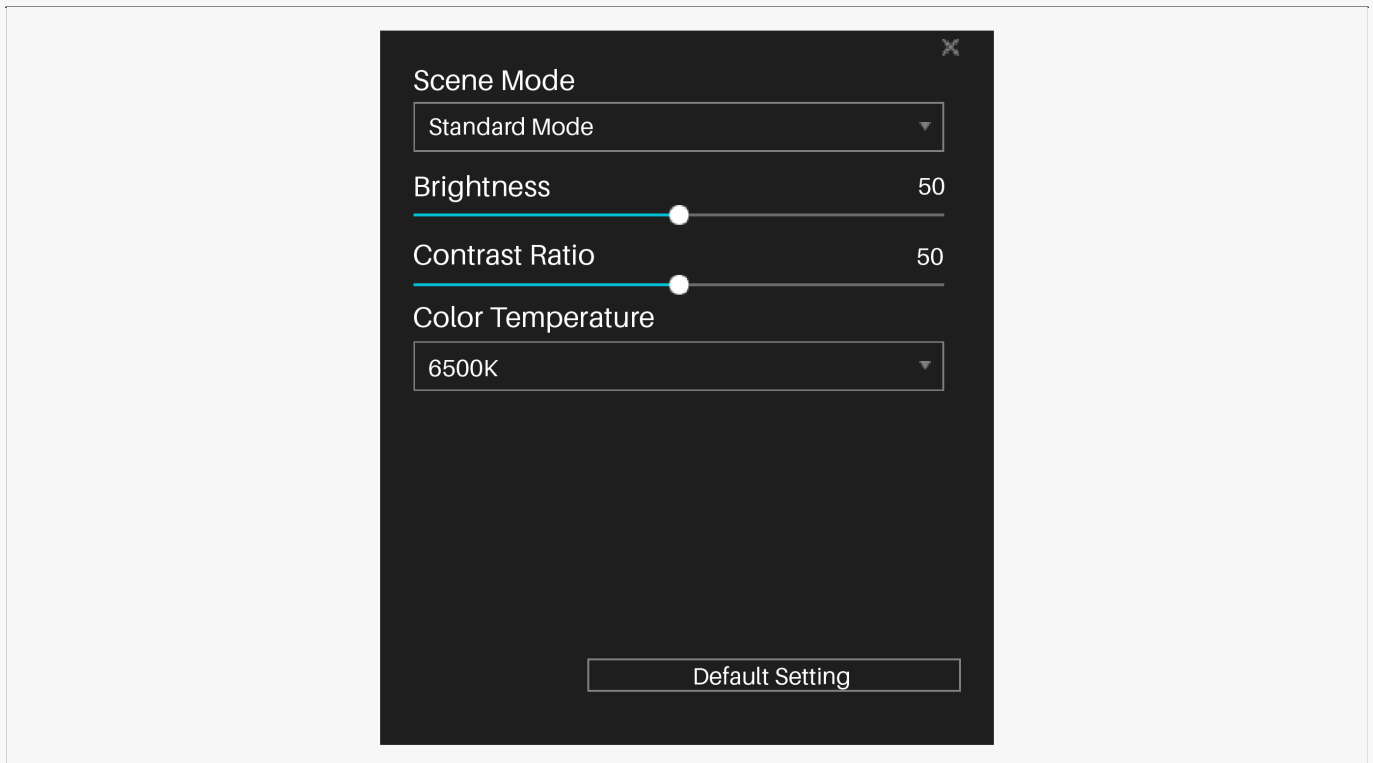 Scene Mode
Standard Mode
Brightness 50
Contrast Ratio 50
Color Temperature
6500K
Default Setting